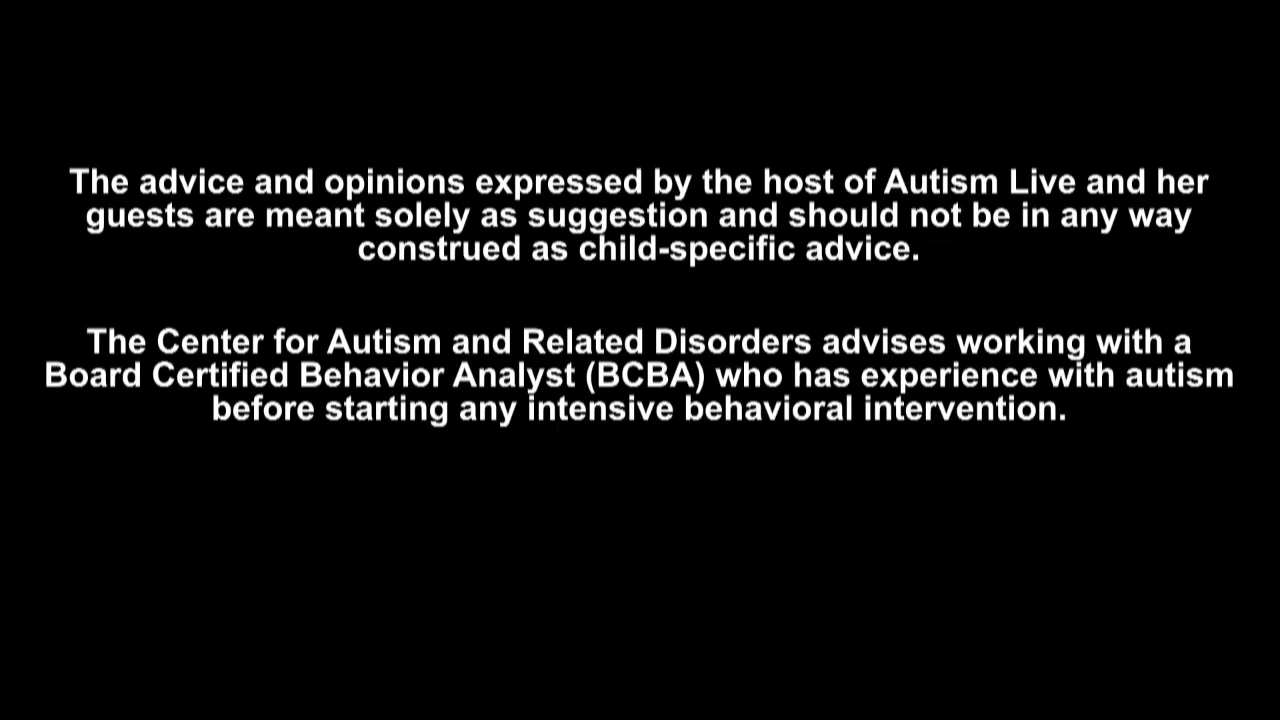 The advice and opinions expressed by the host of Autism Live and her
guests are meant solely as suggestion and should not be in any way
construed as child-specific advice.
The Center for Autism and Related Disorders advises working with a
Board Certified Behavior Analyst (BCBA) who has experience with autism
before starting any intensive behavioral intervention.